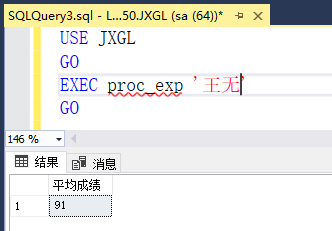 SQLQuery3.sql - L...50.JXGL (sa (64))*
USE JXGL
GO
EXEC proc_exp '王无'
GO
146 %
结果 消息
平均成绩
1 91